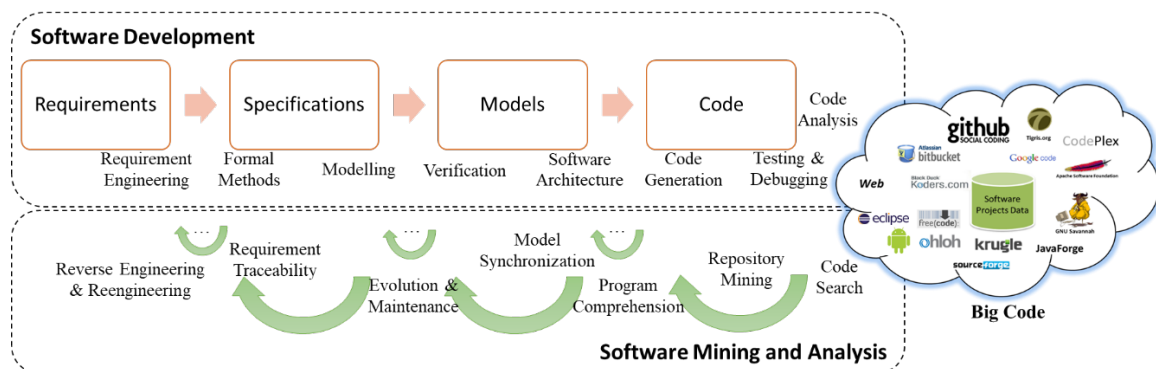 Software Development
Requirements
Specifications
Models
Code
Code
Analysis
Requirement
Engineering
Formal
Methods
Modelling
Verification
Software
Architecture
Code
Generation
Testing &
Debugging
...
...
...
Reverse Engineering
& Reengineering
Requirement
Traceability
Evolution &
Maintenance
Model
Synchronization
Program
Comprehension
Repository
Mining
Code
Search
Software Mining and Analysis
github
SOCIAL CODING
Tigris.org
CodePlex
Atlassian
bitbucket
Google code
Apache Software Foundation
Web
Black Duck
Koders.com
Software
Projects Data
eclipse
free(code):
GNU Savannah
ohloh
krugle
JavaForge
sourceforge
Big Code